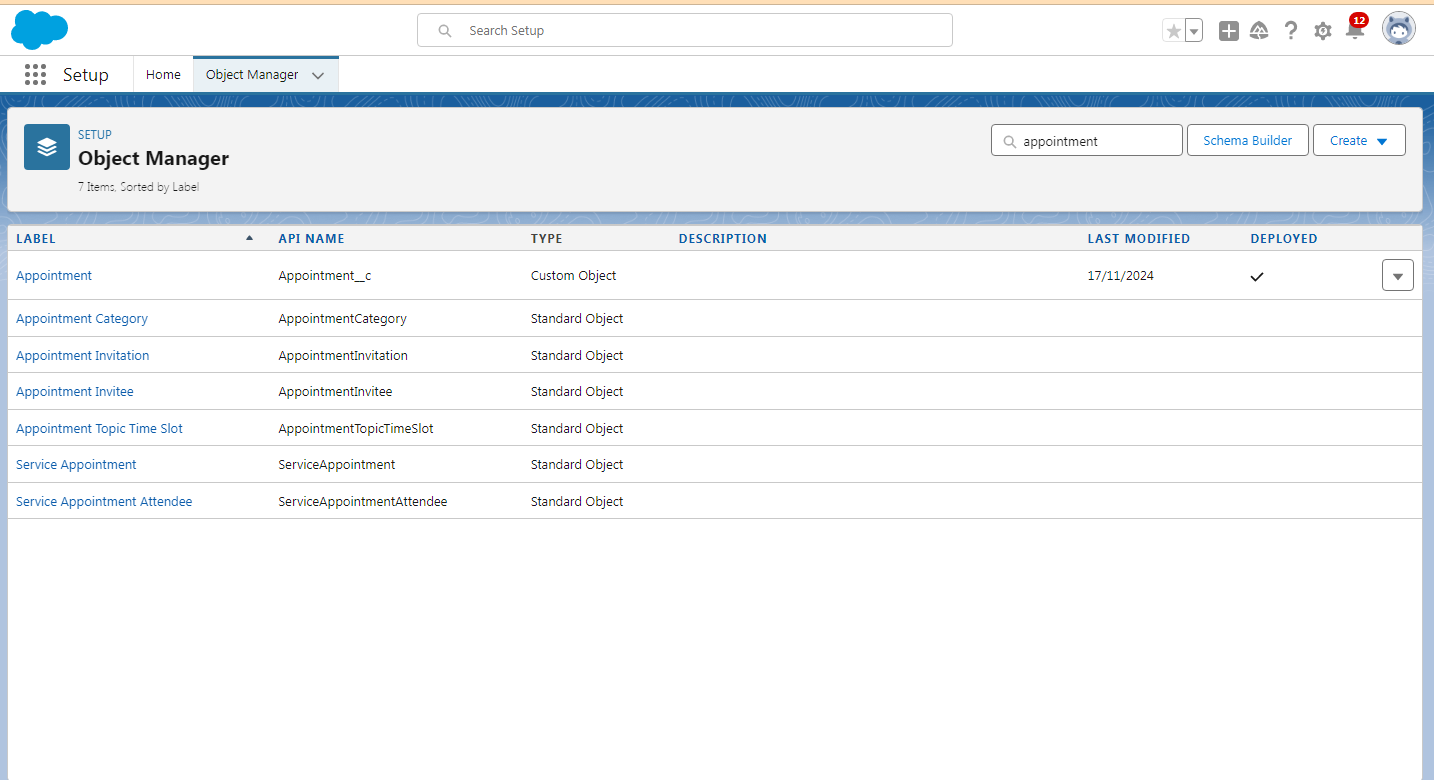 Search Setup
12
Setup Home Object Manager
SETUP
Object Manager
7 Items, Sorted by Label
appointment
Schema Builder
Create
LABEL API NAME TYPE DESCRIPTION LAST MODIFIED DEPLOYED
Appointment Appointment__c Custom Object 17/11/2024
Appointment Category AppointmentCategory Standard Object
Appointment Invitation AppointmentInvitation Standard Object
Appointment Invitee AppointmentInvitee Standard Object
Appointment Topic Time Slot AppointmentTopicTimeSlot Standard Object
Service Appointment ServiceAppointment Standard Object
Service Appointment Attendee ServiceAppointmentAttendee Standard Object